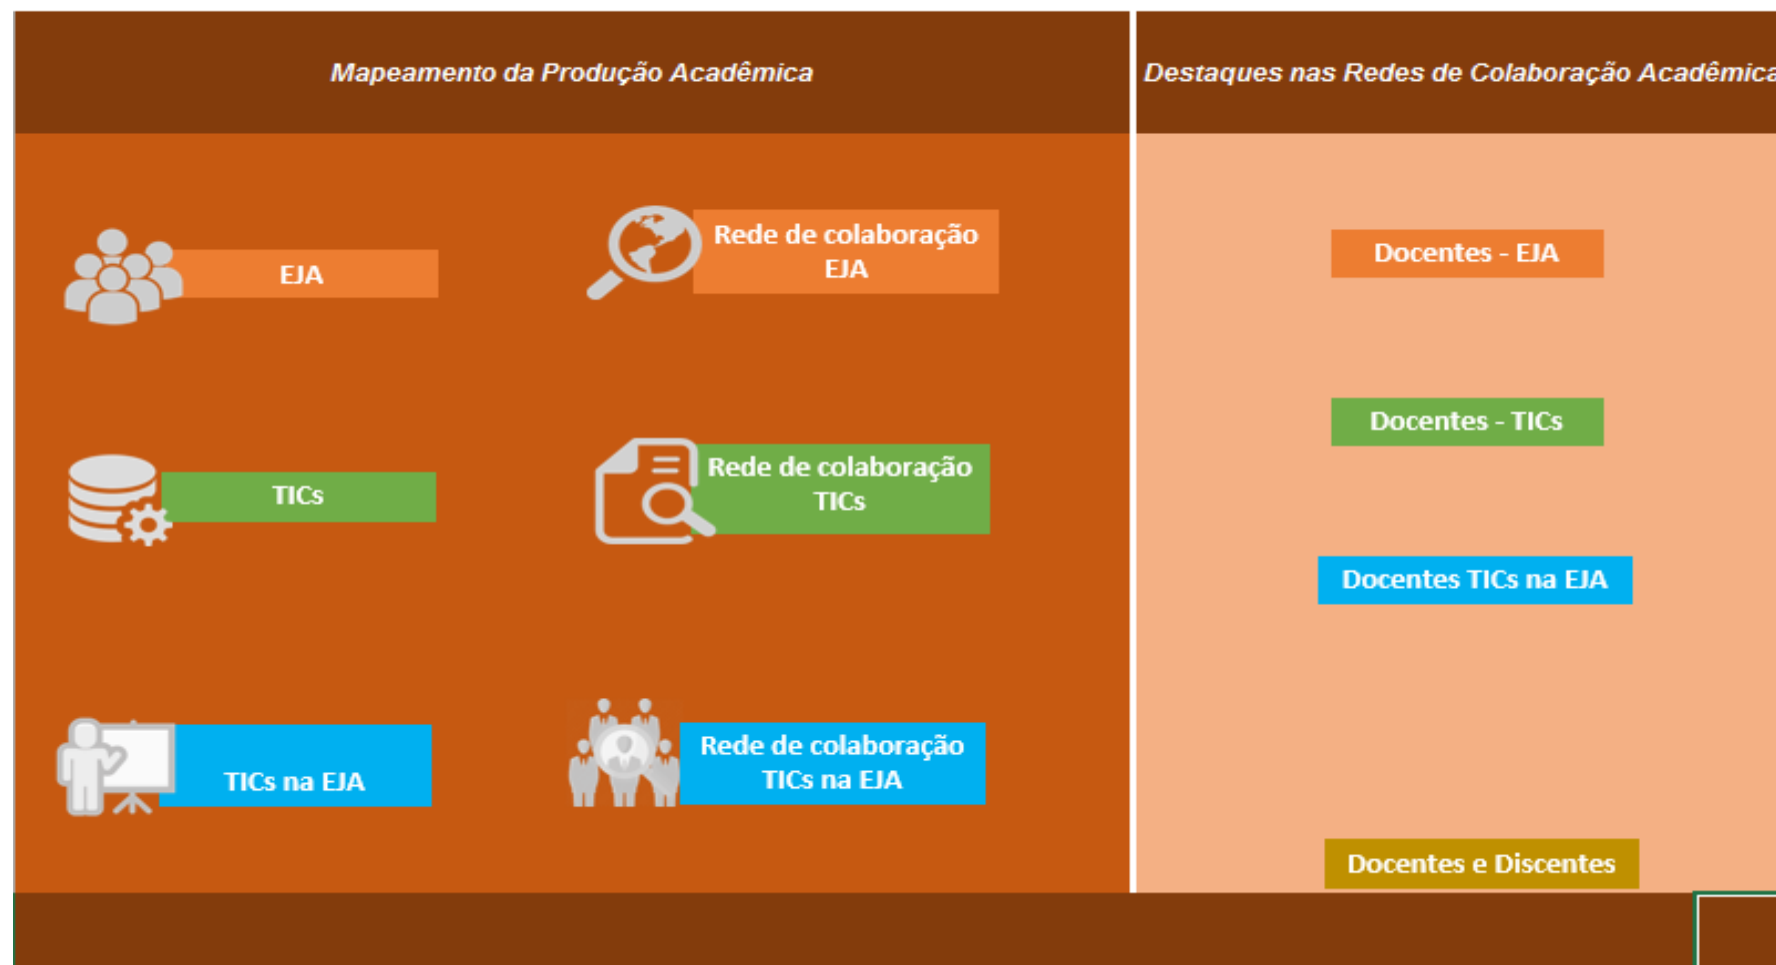 Mapeamento da Produção Acadêmica
Destaques nas Redes de Colaboração Acadêmica
EJA
Rede de colaboração
EJA
Docentes - EJA
TICs
Rede de colaboração
TICs
Docentes - TICs
Docentes TICs na EJA
TICs na EJA
Rede de colaboração
TICs na EJA
Docentes e Discentes